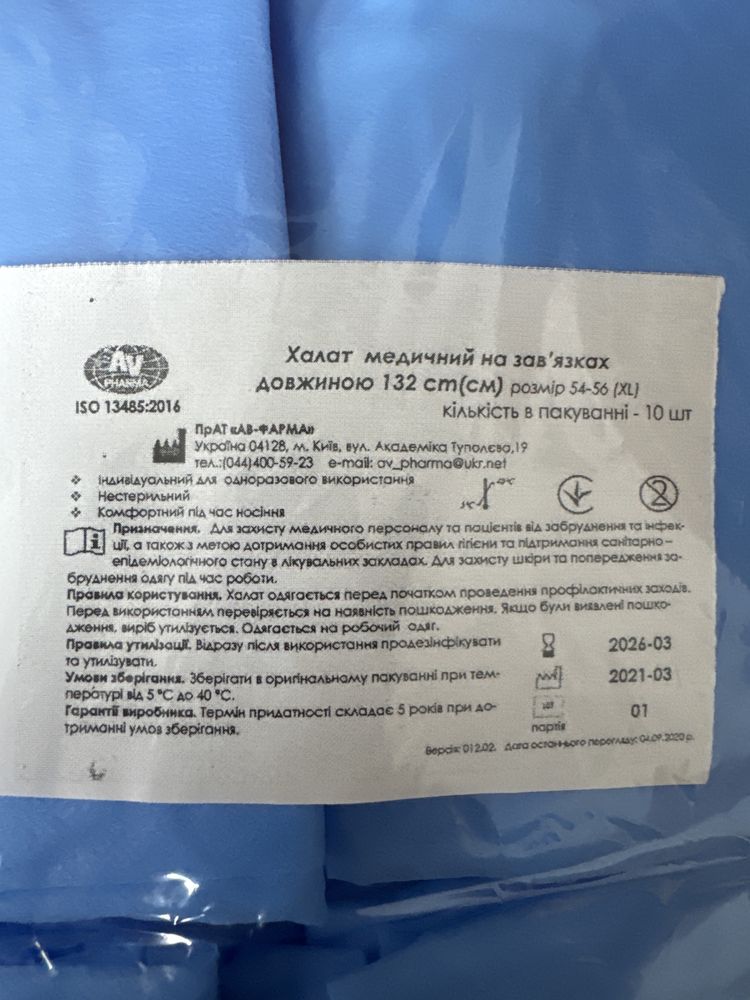 AV
PHARMA
ISO 13485:2016
Халат медичний на зав'язках
довжиною 132 cm(см) розмір 54-56 (XL)
кількість в пакуванні - 10 шт
ПрАТ «АВ-ФАРМА»
Україна 04128, м. Київ, вул. Академіка Туполєва,19
тел.:(044)400-59-23 e-mail: av_pharma@ukr.net
❖ Індивідуальний для одноразового використання
❖ Нестерильний
❖ Комфортний під час носіння
Призначення. Для захисту медичного персоналу та пацієнтів від забруднення та інфек-
ції, а також з метою дотримання особистих правил гігієни та підтримання санітарно-
епідеміологічного стану в лікувальних закладах. Для захисту шкіри та попередження за-
бруднення одягу під час роботи.
Правила користування. Халат одягається перед початком проведення профілактичних заходів.
Перед використанням перевіряється на наявність пошкодження. Якщо були виявлені пошко-
дження, виріб утилізується. Одягається на робочий одяг.
Правила утилізації. Відразу після використання продезінфікувати
та утилізувати.
Умови зберігання. Зберігати в оригінальному пакуванні при тем-
пературі від 5 °C до 40 °C.
Гарантії виробника. Термін придатності складає 5 років при до-
триманні умов зберігання.
2
2026-03
2021-03
01
партія
Версія: 012.02. Дата останнього перегляду: 04.09.2020 р.